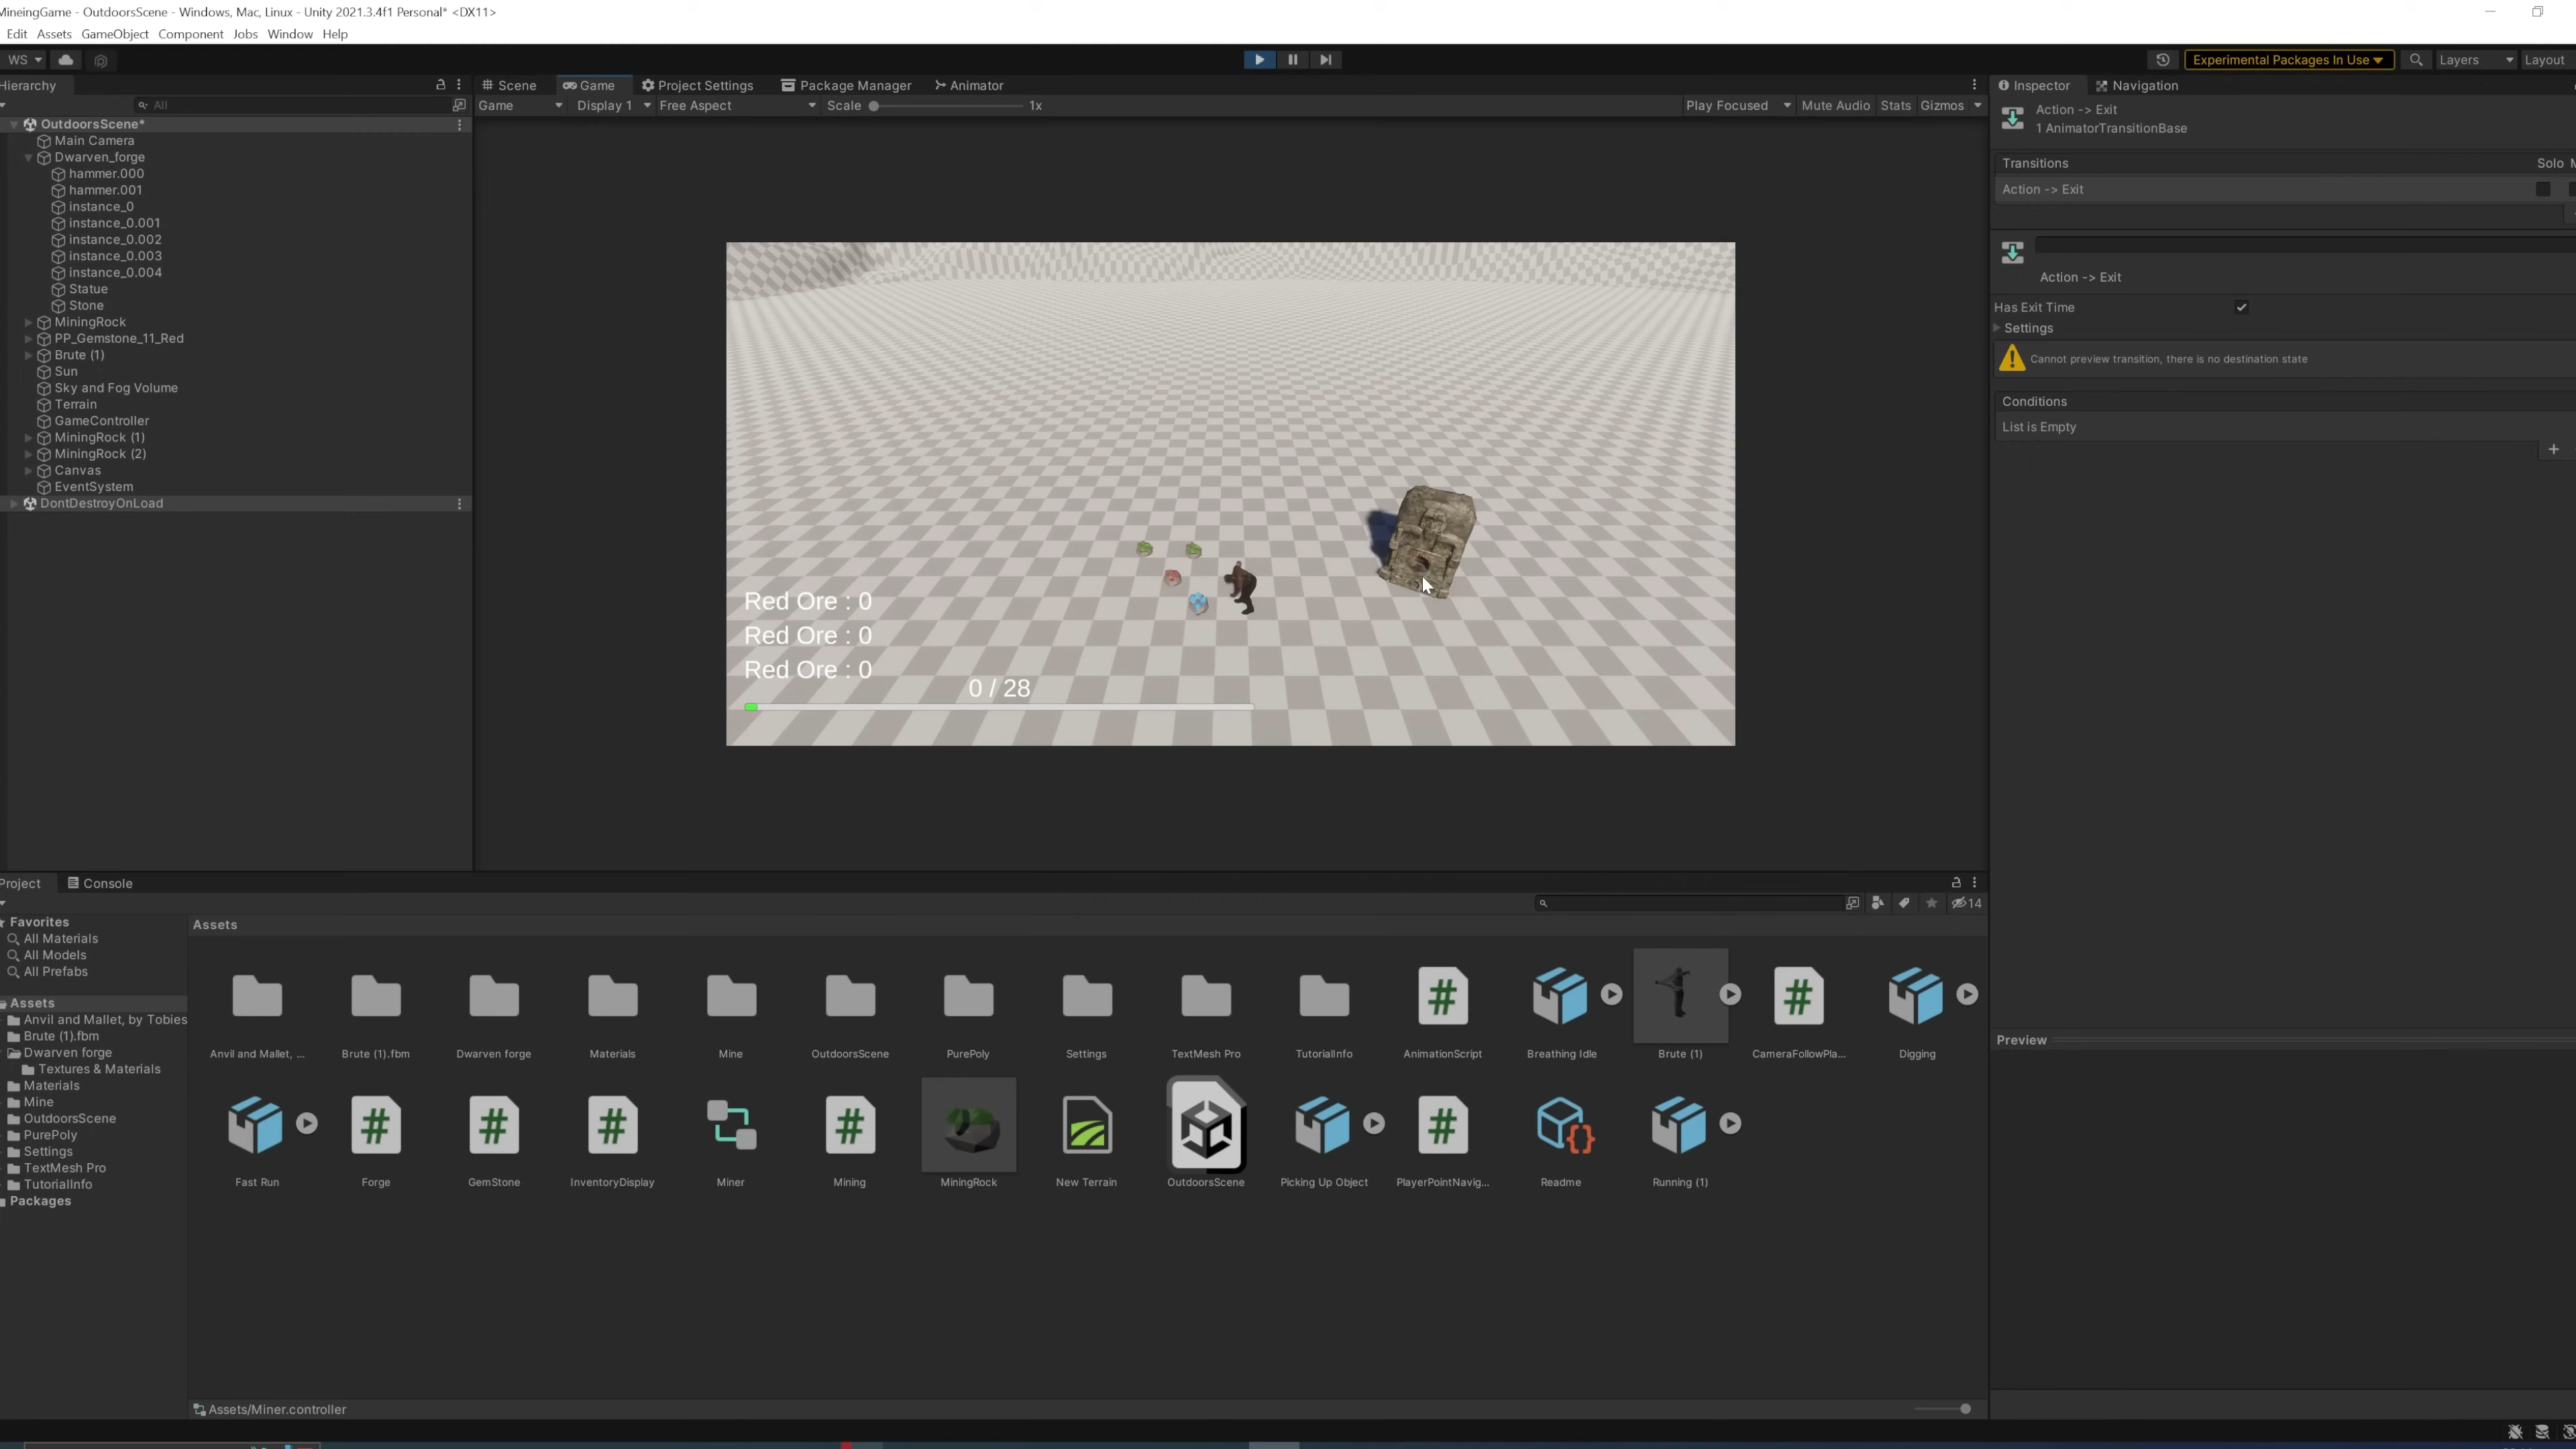 MineingGame - OutdoorsScene - Windows, Mac, Linux - Unity 2021.3.4f1 Personal* <DX11>
Edit Assets GameObject Component Jobs Window Help
WS
Experimental Packages In Use
Layers
Layout
Hierarchy
All
OutdoorsScene*
Main Camera
Dwarven_forge
hammer.000
hammer.001
instance_0
instance_0.001
instance_0.002
instance_0.003
instance_0.004
Statue
Stone
MiningRock
PP_Gemstone_11_Red
Brute (1)
Sun
Sky and Fog Volume
Terrain
GameController
MiningRock (1)
MiningRock (2)
Canvas
EventSystem
DontDestroyOnLoad
Scene Game Project Settings Package Manager Animator
Game Display 1 Free Aspect Scale 1x Play Focused Mute Audio Stats Gizmos
Red Ore : 0
Red Ore : 0
Red Ore : 0
0 / 28
Inspector Navigation
Action -> Exit
1 AnimatorTransitionBase
Transitions Solo
Action -> Exit
Action -> Exit
Has Exit Time
Settings
Cannot preview transition, there is no destination state
Conditions
List is Empty
Preview
Project Console
14
Favorites
All Materials
All Models
All Prefabs
Assets
Anvil and Mallet, by Tobies
Brute (1).fbm
Dwarven forge
Textures & Materials
Materials
Mine
OutdoorsScene
PurePoly
Settings
TextMesh Pro
TutorialInfo
Packages
Assets
Anvil and Mallet, ... Brute (1).fbm Dwarven forge Materials Mine OutdoorsScene PurePoly Settings TextMesh Pro TutorialInfo AnimationScript Breathing Idle Brute (1) CameraFollowPla... Digging
Fast Run Forge GemStone InventoryDisplay Miner Mining MiningRock New Terrain OutdoorsScene Picking Up Object PlayerPointNavig... Readme Running (1)
Assets/Miner.controller